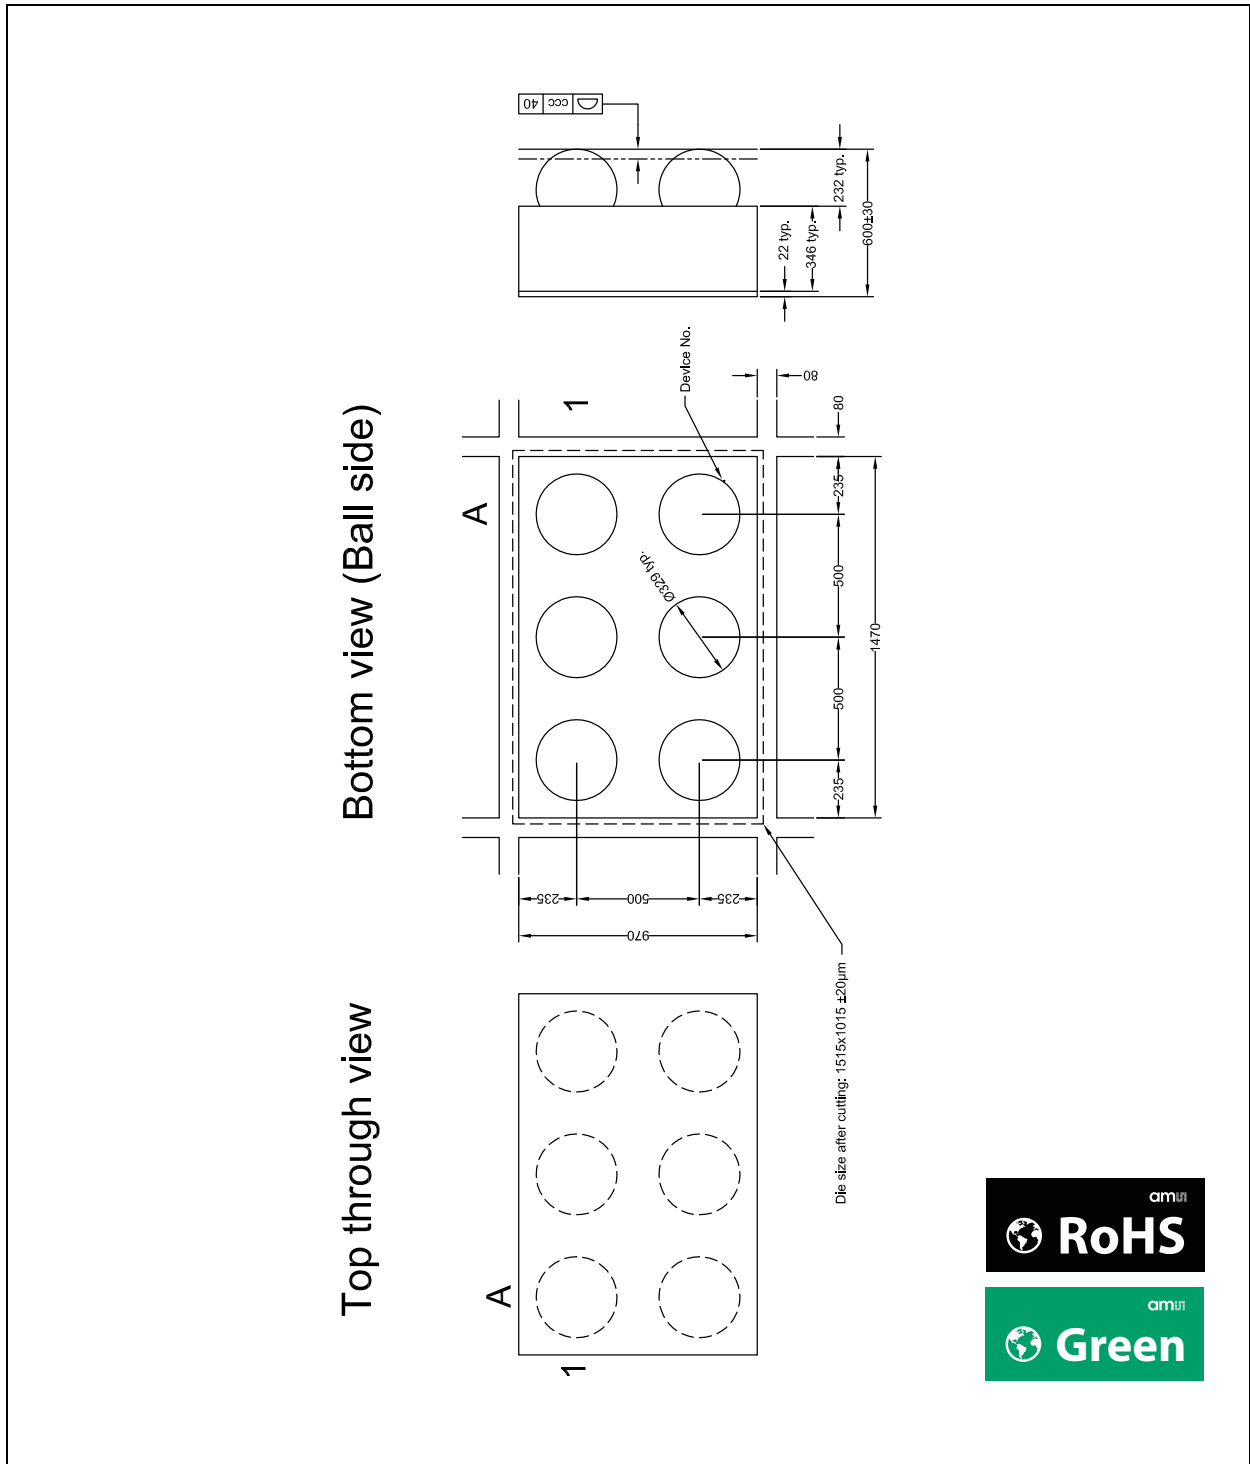 40 ccc
232 typ.
600±30
346 typ.
22 typ.
Device No.
80
80
1
A
Bottom view (Ball side)
Ø329 typ.
235
500
500
235
1470
235
500
235
970
Die size after cutting: 1515x1015 ±20µm
Top through view
A
1
am
RoHS
am
Green